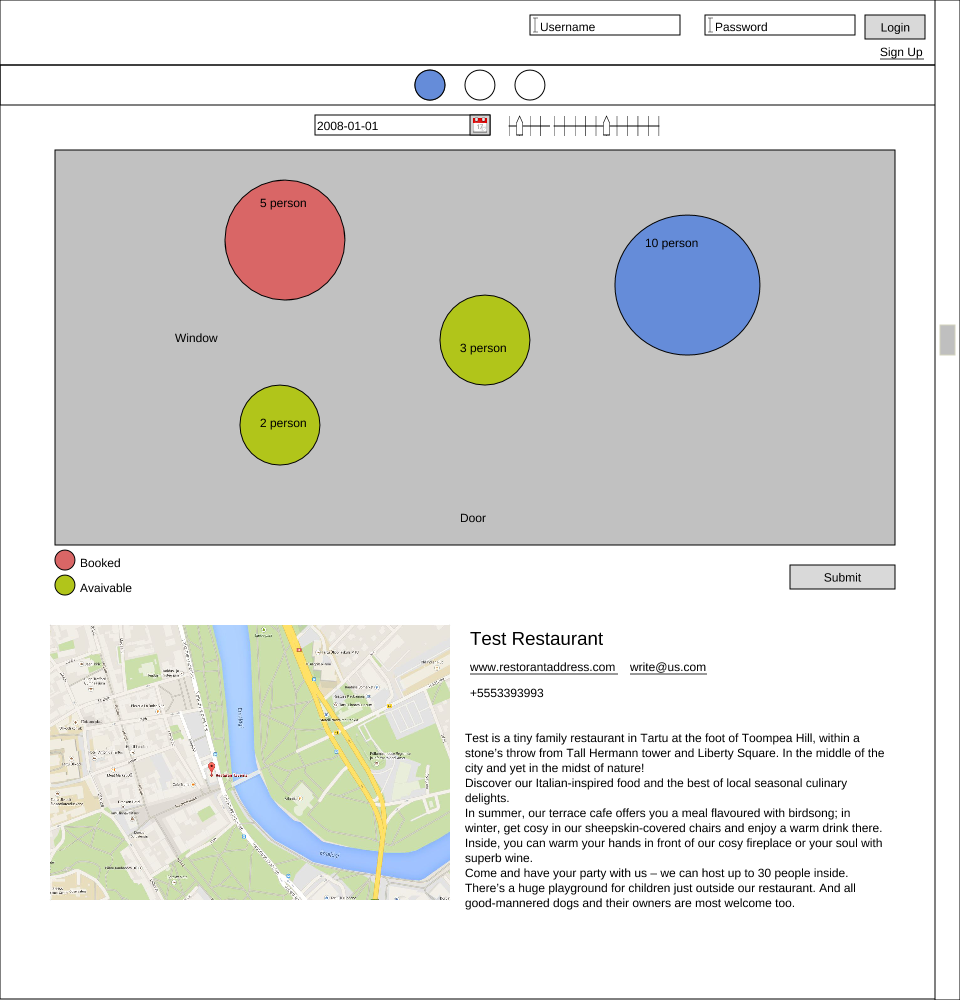 Username
Password
Login
Sign Up
2008-01-01
5 person
10 person
Window
3 person
2 person
Door
Booked
Avaivable
Submit
Test Restaurant
www.restorantaddress.com write@us.com
+5553393993
Test is a tiny family restaurant in Tartu at the foot of Toompea Hill, within a
stone's throw from Tall Hermann tower and Liberty Square. In the middle of the
city and yet in the midst of nature!
Discover our Italian-inspired food and the best of local seasonal culinary
delights.
In summer, our terrace cafe offers you a meal flavoured with birdsong; in
winter, get cosy in our sheepskin-covered chairs and enjoy a warm drink there.
Inside, you can warm your hands in front of our cosy fireplace or your soul with
superb wine.
Come and have your party with us – we can host up to 30 people inside.
There's a huge playground for children just outside our restaurant. And all
good-mannered dogs and their owners are most welcome too.